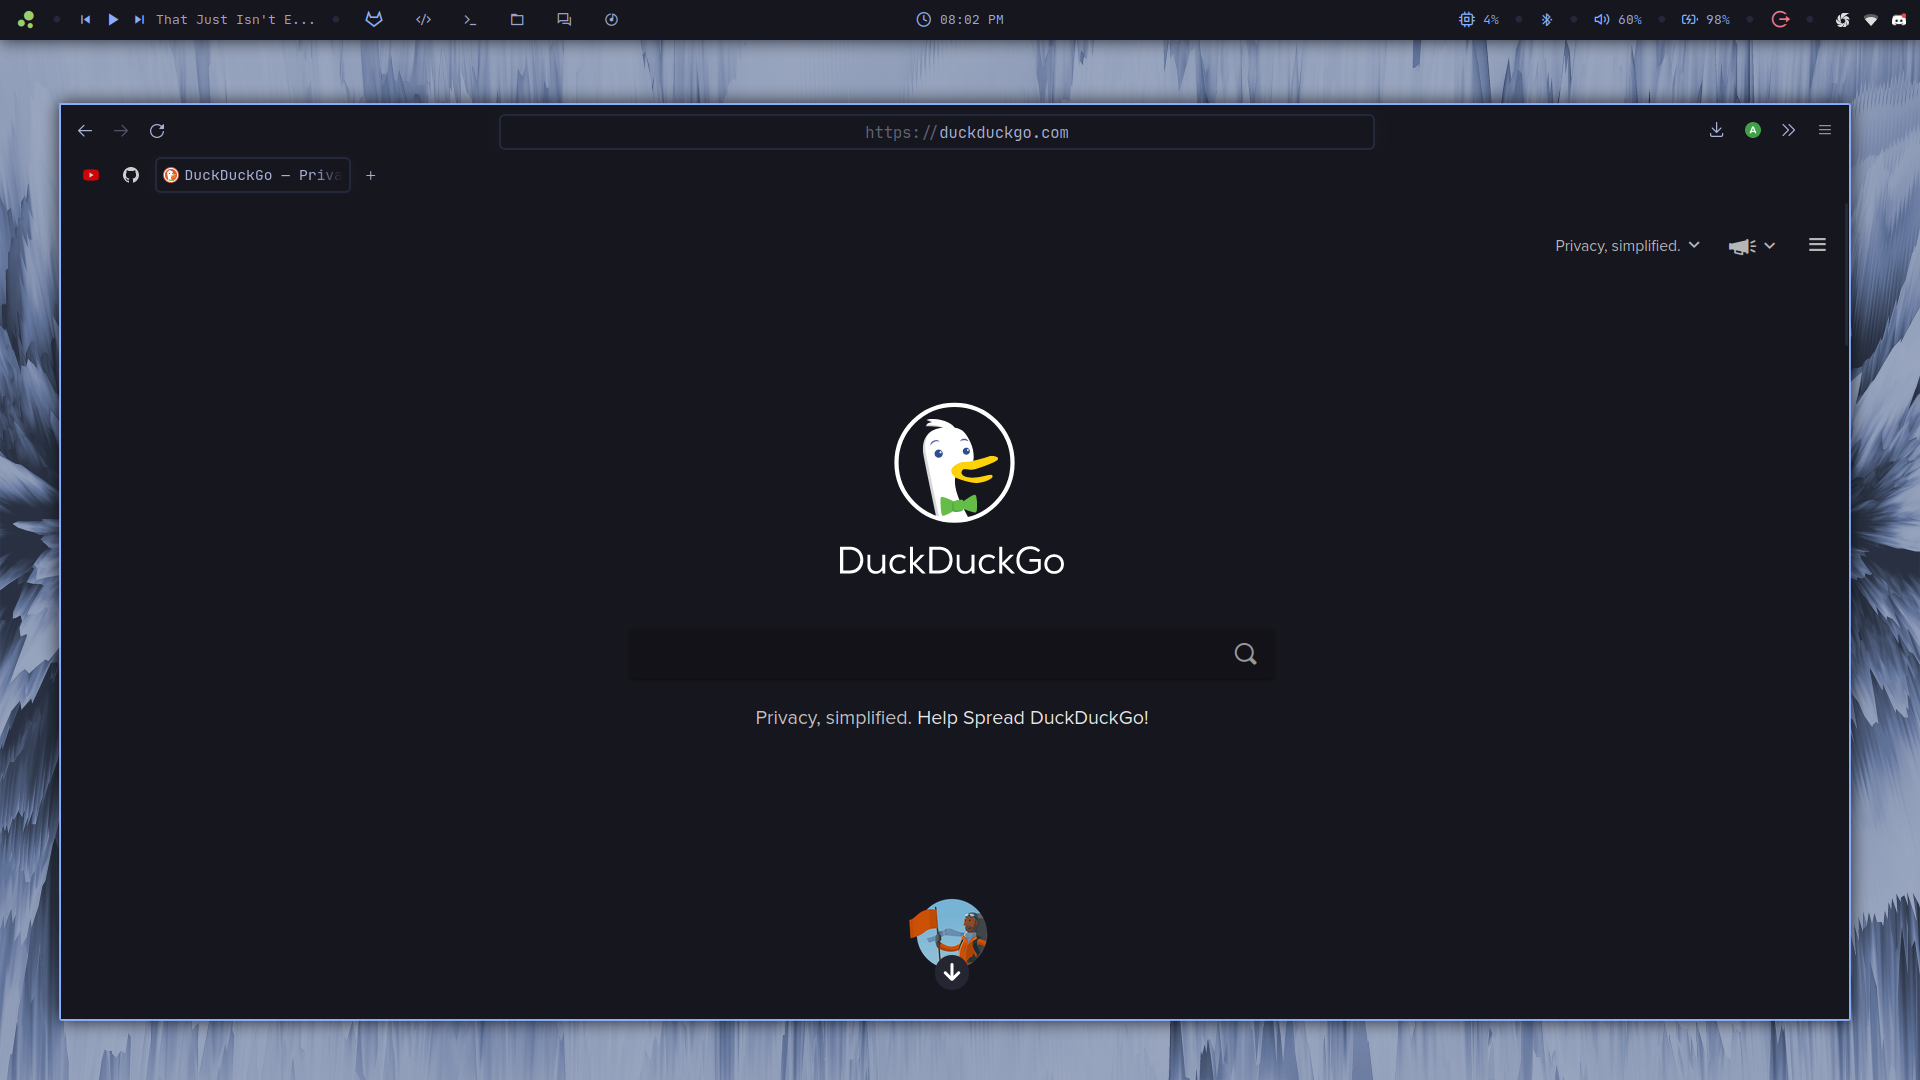 That Just Isn't E...
08:02 PM
4%
60%
98%
https://duckduckgo.com
A
DuckDuckGo — Priva
Privacy, simplified.
DuckDuckGo
Privacy, simplified. Help Spread DuckDuckGo!